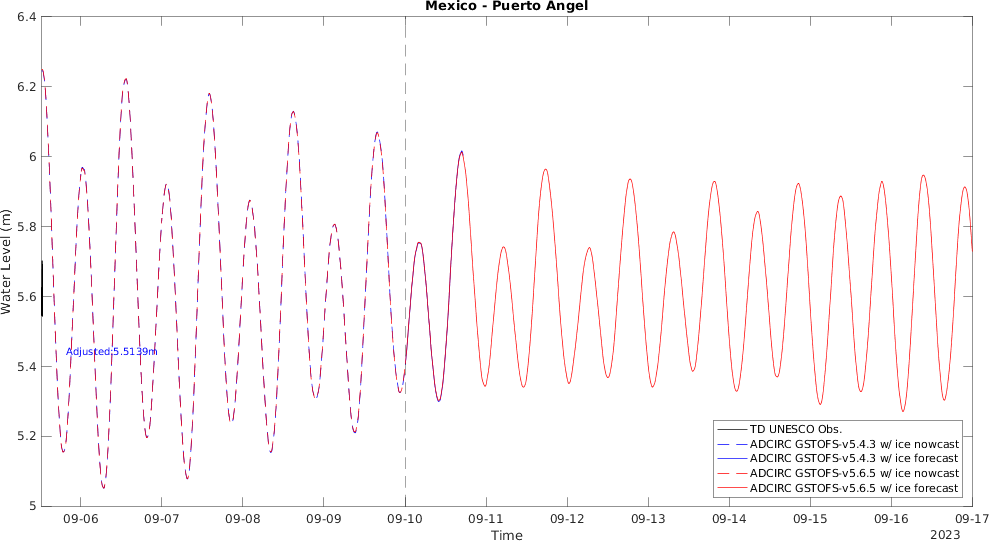 Mexico - Puerto Angel
6.4
6.2
6
5.8
5.6
5.4
5.2
5
Water Level (m)
Adjusted:5.5139m
TD UNESCO Obs.
ADCIRC GSTOFS-v5.4.3 w/ ice nowcast
ADCIRC GSTOFS-v5.4.3 w/ ice forecast
ADCIRC GSTOFS-v5.6.5 w/ ice nowcast
ADCIRC GSTOFS-v5.6.5 w/ ice forecast
09-06 09-07 09-08 09-09 09-10 09-11 09-12 09-13 09-14 09-15 09-16 09-17
Time
2023